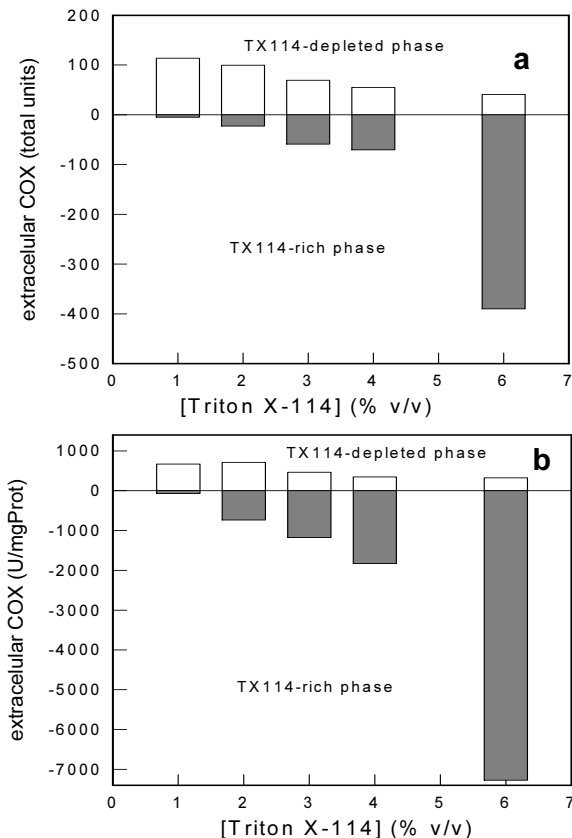 200
TX114-depleted phase
a
100
0
-100
-200
TX114-rich phase
-300
-400
-500
0 1 2 3 4 5 6 7
[Triton X-114] (% v/v)
extracelular COX (total units)
TX114-depleted phase
b
1000
0
-1000
-2000
-3000
-4000
-5000
TX114-rich phase
-6000
-7000
0 1 2 3 4 5 6 7
[Triton X-114] (% v/v)
extracelular COX (U/mgProt)